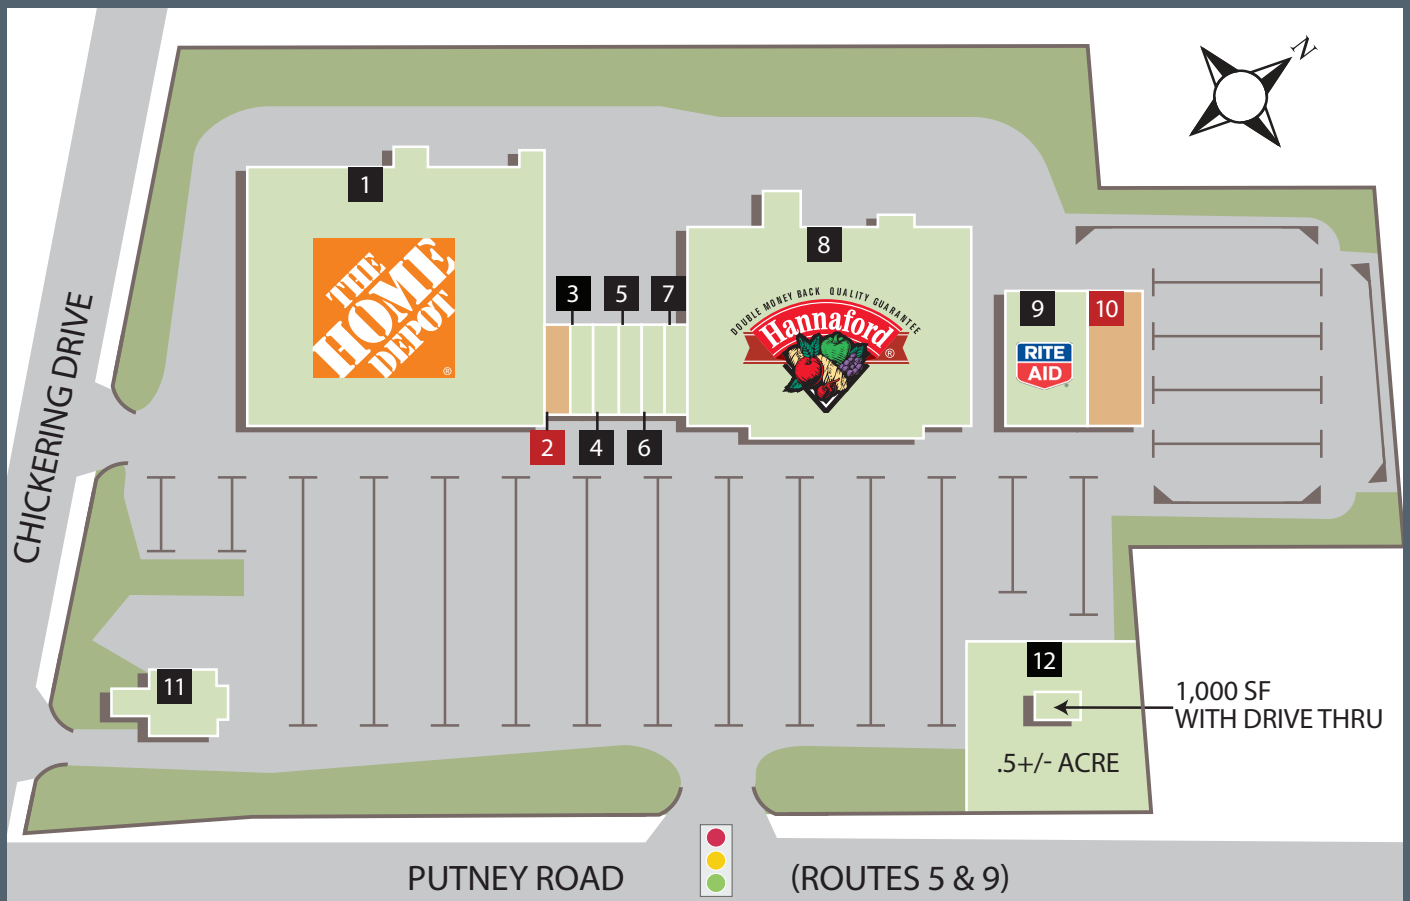 N
CHICKERING DRIVE
1
THE
HOME
DEPOT
®
3
5
7
2
4
6
8
DOUBLE MONEY BACK QUALITY GUARANTEE
Hannaford
®
9
10
RITE
AID
®
11
12
1,000 SF
WITH DRIVE THRU
.5+/- ACRE
PUTNEY ROAD
(ROUTES 5 & 9)